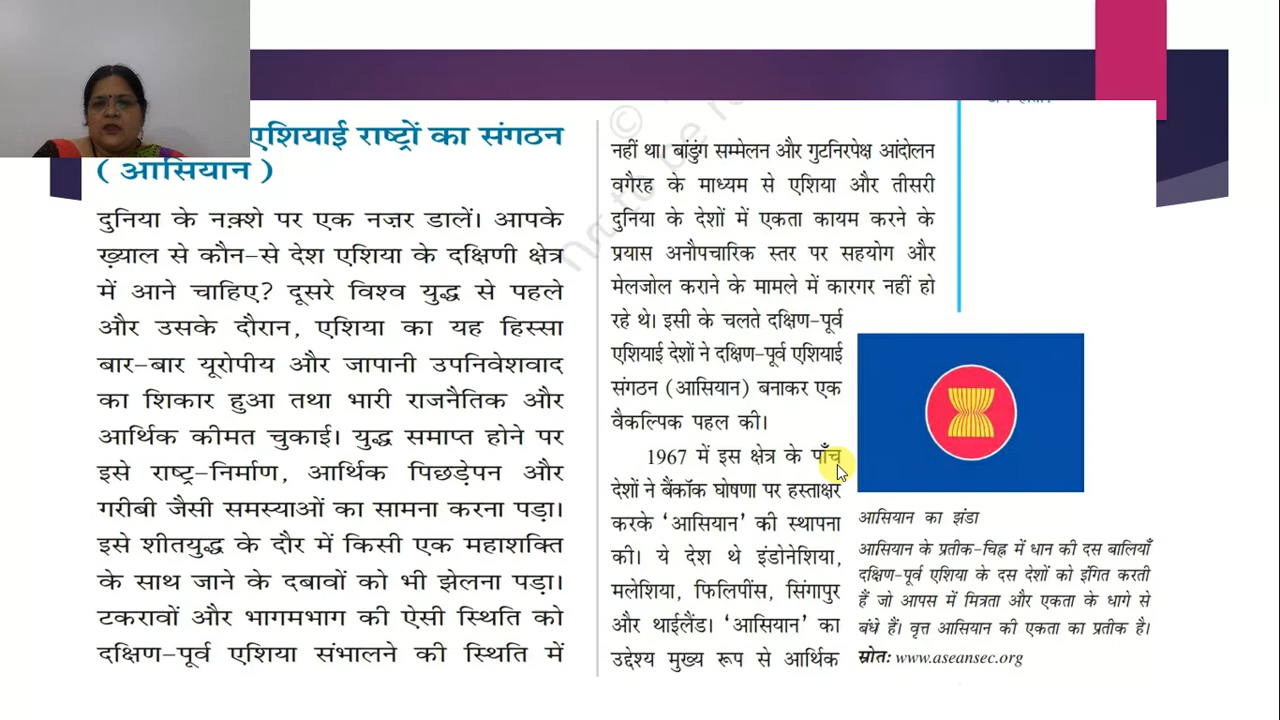 एशियाई राष्ट्रों का संगठन
( आसियान )
दुनिया के नक़्शे पर एक नज़र डालें। आपके
ख़्याल से कौन-से देश एशिया के दक्षिणी क्षेत्र
में आने चाहिए? दूसरे विश्व युद्ध से पहले
और उसके दौरान, एशिया का यह हिस्सा
बार-बार यूरोपीय और जापानी उपनिवेशवाद
का शिकार हुआ तथा भारी राजनैतिक और
आर्थिक कीमत चुकाई। युद्ध समाप्त होने पर
इसे राष्ट्र-निर्माण, आर्थिक पिछड़ेपन और
गरीबी जैसी समस्याओं का सामना करना पड़ा।
इसे शीतयुद्ध के दौर में किसी एक महाशक्ति
के साथ जाने के दबावों को भी झेलना पड़ा।
टकरावों और भागमभाग की ऐसी स्थिति को
दक्षिण-पूर्व एशिया संभालने की स्थिति में
नहीं था। बांडुंग सम्मेलन और गुटनिरपेक्ष आंदोलन
वगैरह के माध्यम से एशिया और तीसरी
दुनिया के देशों में एकता कायम करने के
प्रयास अनौपचारिक स्तर पर सहयोग और
मेलजोल कराने के मामले में कारगर नहीं हो
रहे थे। इसी के चलते दक्षिण-पूर्व
एशियाई देशों ने दक्षिण-पूर्व एशियाई
संगठन (आसियान) बनाकर एक
वैकल्पिक पहल की।
1967 में इस क्षेत्र के पाँच
देशों ने बैंकॉक घोषणा पर हस्ताक्षर
करके ‘आसियान’ की स्थापना
की। ये देश थे इंडोनेशिया,
मलेशिया, फिलिपींस, सिंगापुर
और थाईलैंड। ‘आसियान’ का
उद्देश्य मुख्य रूप से आर्थिक
आसियान का झंडा
आसियान के प्रतीक-चिह्न में धान की दस बालियाँ
दक्षिण-पूर्व एशिया के दस देशों को इंगित करती
हैं जो आपस में मित्रता और एकता के धागे से
बंधे हैं। वृत्त आसियान की एकता का प्रतीक है।
स्रोत: www.aseansec.org